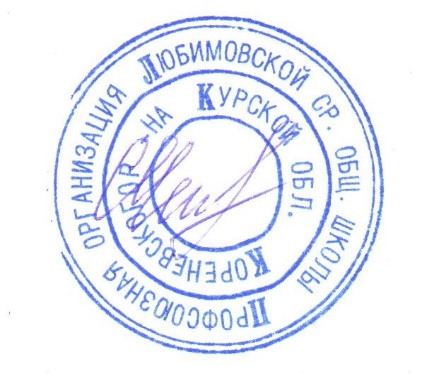 ПРОФСОЮЗНАЯ ОРГАНИЗАЦИЯ ЛЮБИМОВСКОЙ СР. ОБЩ. ШКОЛЫ
КОРЕНЕВСКОГО Р НА КУРСКОЙ ОБЛ.